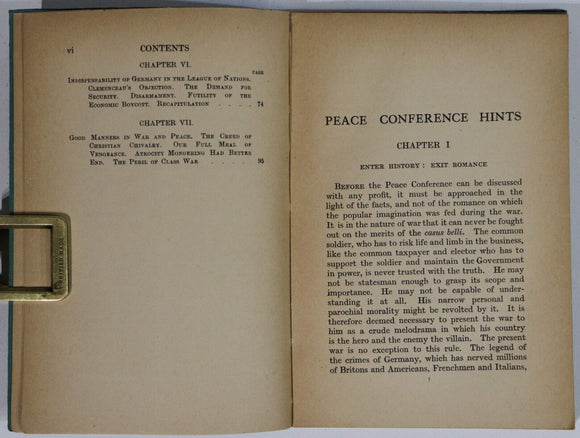 vi CONTENTS
CHAPTER VI.
PAGE
Indispensability of Germany in the League of Nations.
Clemenceau's Objection. The Demand for
Security. Disarmament. Futility of the
Economic Boycott. Recapitulation . . . . 74
CHAPTER VII.
Good Manners in War and Peace. The Creed of
Christian Chivalry. Our Full Meal of
Vengeance. Atrocity Mongering Had Better
End. The Peril of Class War . . . . . 95
PEACE CONFERENCE HINTS
CHAPTER I
ENTER HISTORY : EXIT ROMANCE
Before the Peace Conference can be discussed
with any profit, it must be approached in the
light of the facts, and not of the romance on which
the popular imagination was fed during the war.
It is in the nature of war that it can never be fought
out on the merits of the casus belli. The common
soldier, who has to risk life and limb in the business,
like the common taxpayer and elector who has to
support the soldier and maintain the Government
in power, is never trusted with the truth. He may
not be statesman enough to grasp its scope and
importance. He may not be capable of under-
standing it at all. His narrow personal and
parochial morality might be revolted by it. It is
therefore deemed necessary to present the war to
him as a crude melodrama in which his country
is the hero and the enemy the villain. The present
war is no exception to this rule. The legend of
the crimes of Germany, which has nerved millions
of Britons and Americans, Frenchmen and Italians,